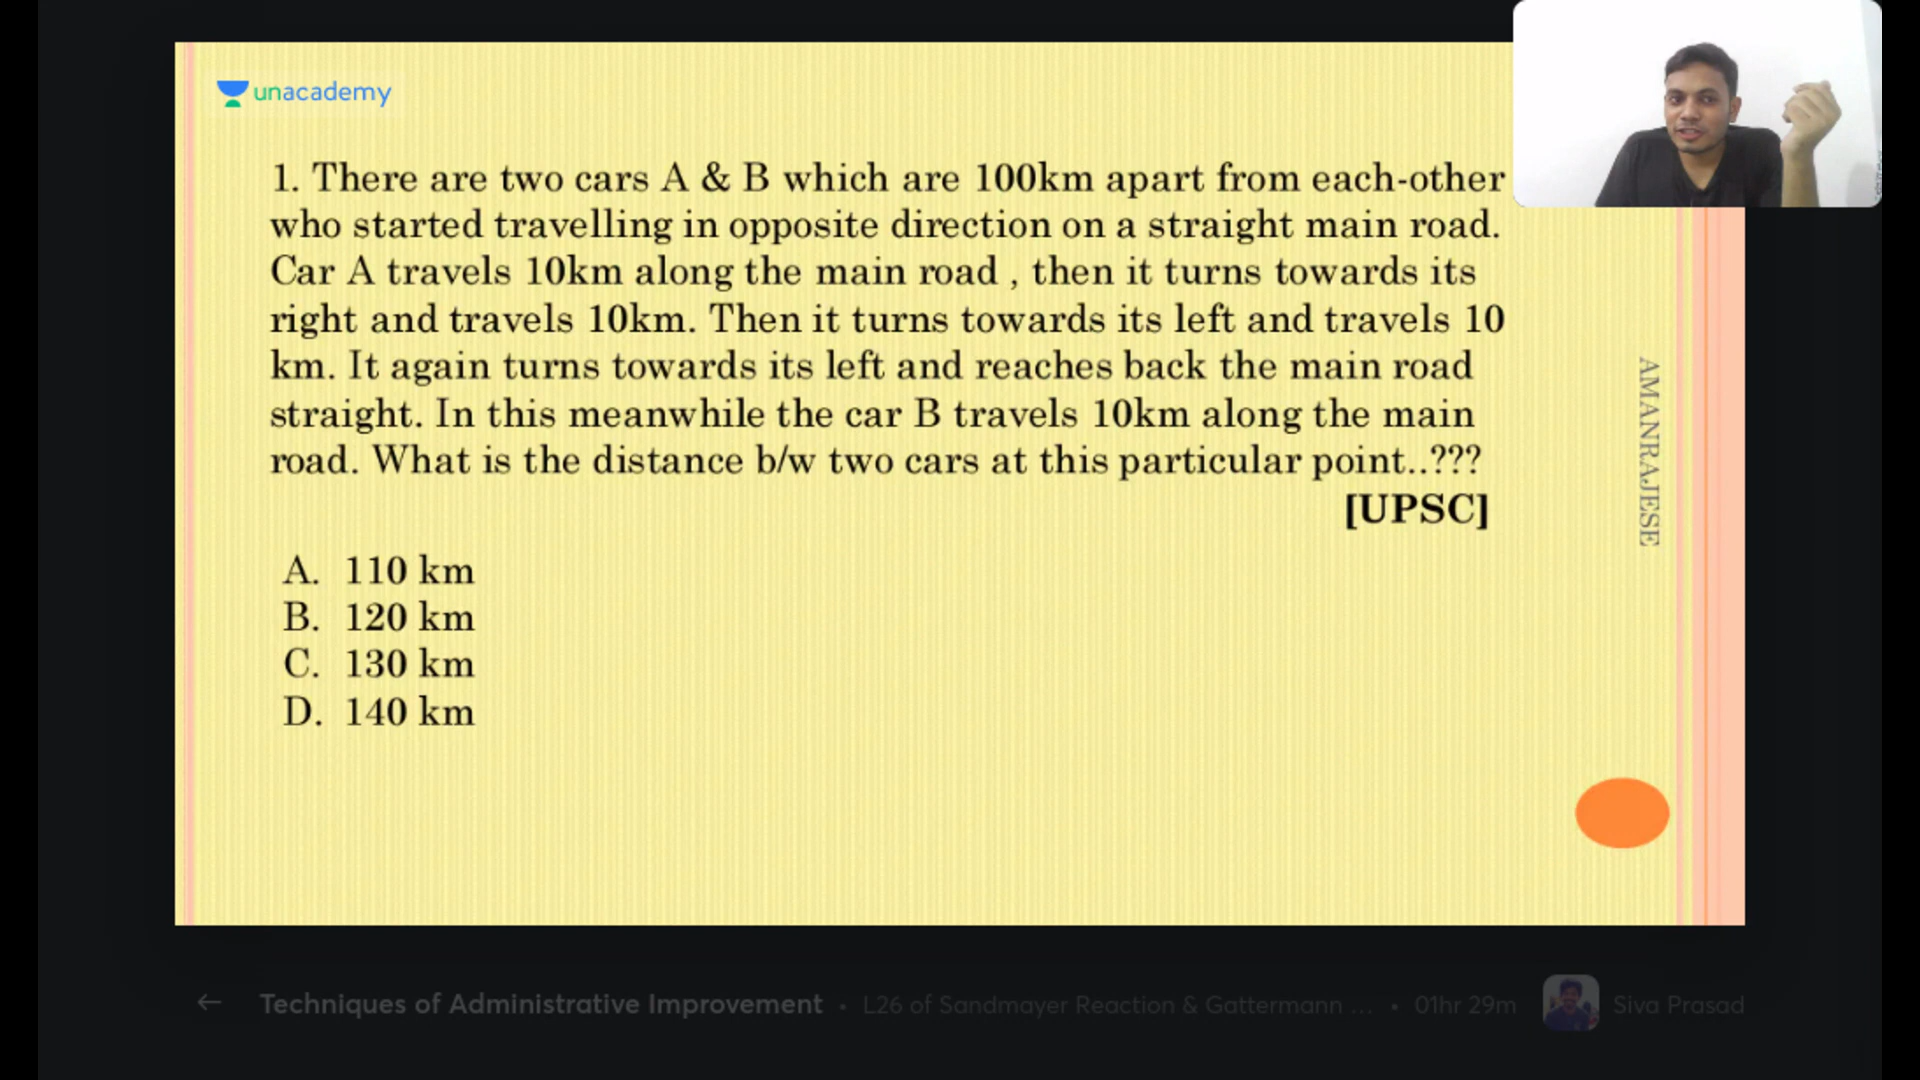 unacademy
1. There are two cars A & B which are 100km apart from each-other
who started travelling in opposite direction on a straight main road.
Car A travels 10km along the main road , then it turns towards its
right and travels 10km. Then it turns towards its left and travels 10
km. It again turns towards its left and reaches back the main road
straight. In this meanwhile the car B travels 10km along the main
road. What is the distance b/w two cars at this particular point..???
[UPSC]
A. 110 km
B. 120 km
C. 130 km
D. 140 km
AMANRAJESE
← Techniques of Administrative Improvement • L26 of Sandmayer Reaction & Gattermann ... • 01hr 29m Siva Prasad